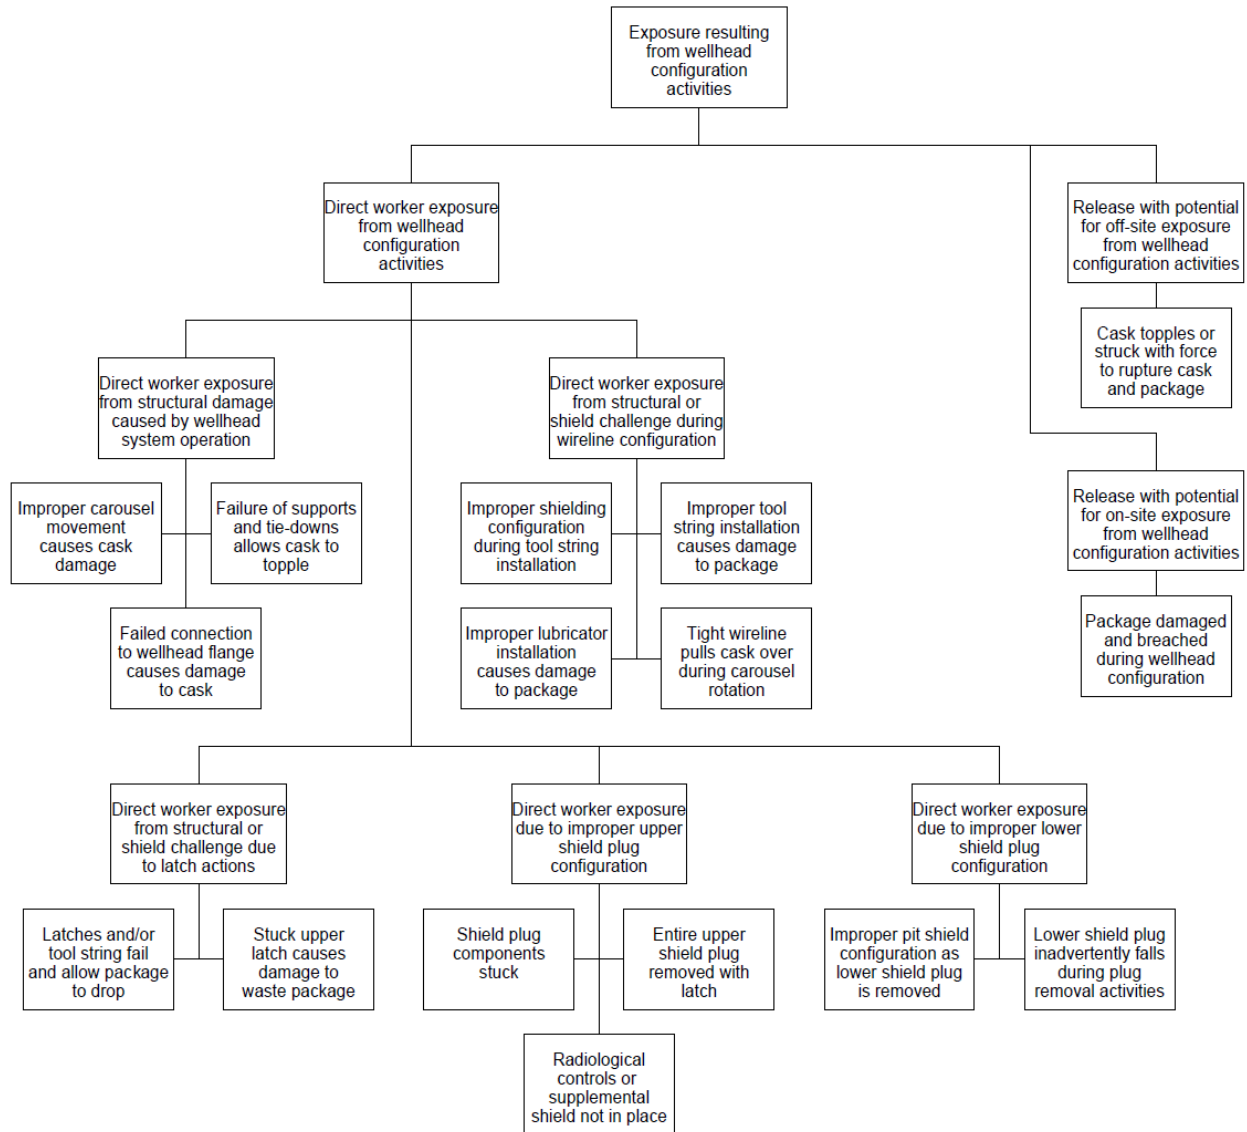 Exposure resulting
from wellhead
configuration
activities
Direct worker exposure
from wellhead
configuration
activities
Release with potential
for off-site exposure
from wellhead
configuration activities
Cask topples or
struck with force
to rupture cask
and package
Direct worker exposure
from structural damage
caused by wellhead
system operation
Direct worker exposure
from structural or
shield challenge during
wireline configuration
Improper carousel
movement
causes cask
damage
Failure of supports
and tie-downs
allows cask to
topple
Improper shielding
configuration
during tool string
installation
Improper tool
string installation
causes damage
to package
Release with potential
for on-site exposure
from wellhead
configuration activities
Failed connection
to wellhead flange
causes damage
to cask
Improper lubricator
installation
causes damage
to package
Tight wireline
pulls cask over
during carousel
rotation
Package damaged
and breached
during wellhead
configuration
Direct worker exposure
from structural or
shield challenge due
to latch actions
Direct worker exposure
due to improper upper
shield plug
configuration
Direct worker exposure
due to improper lower
shield plug
configuration
Latches and/or
tool string fail
and allow package
to drop
Stuck upper
latch causes
damage to
waste package
Shield plug
components
stuck
Entire upper
shield plug
removed with
latch
Improper pit shield
configuration as
lower shield plug
is removed
Lower shield plug
inadvertently falls
during plug
removal activities
Radiological
controls or
supplemental
shield not in place